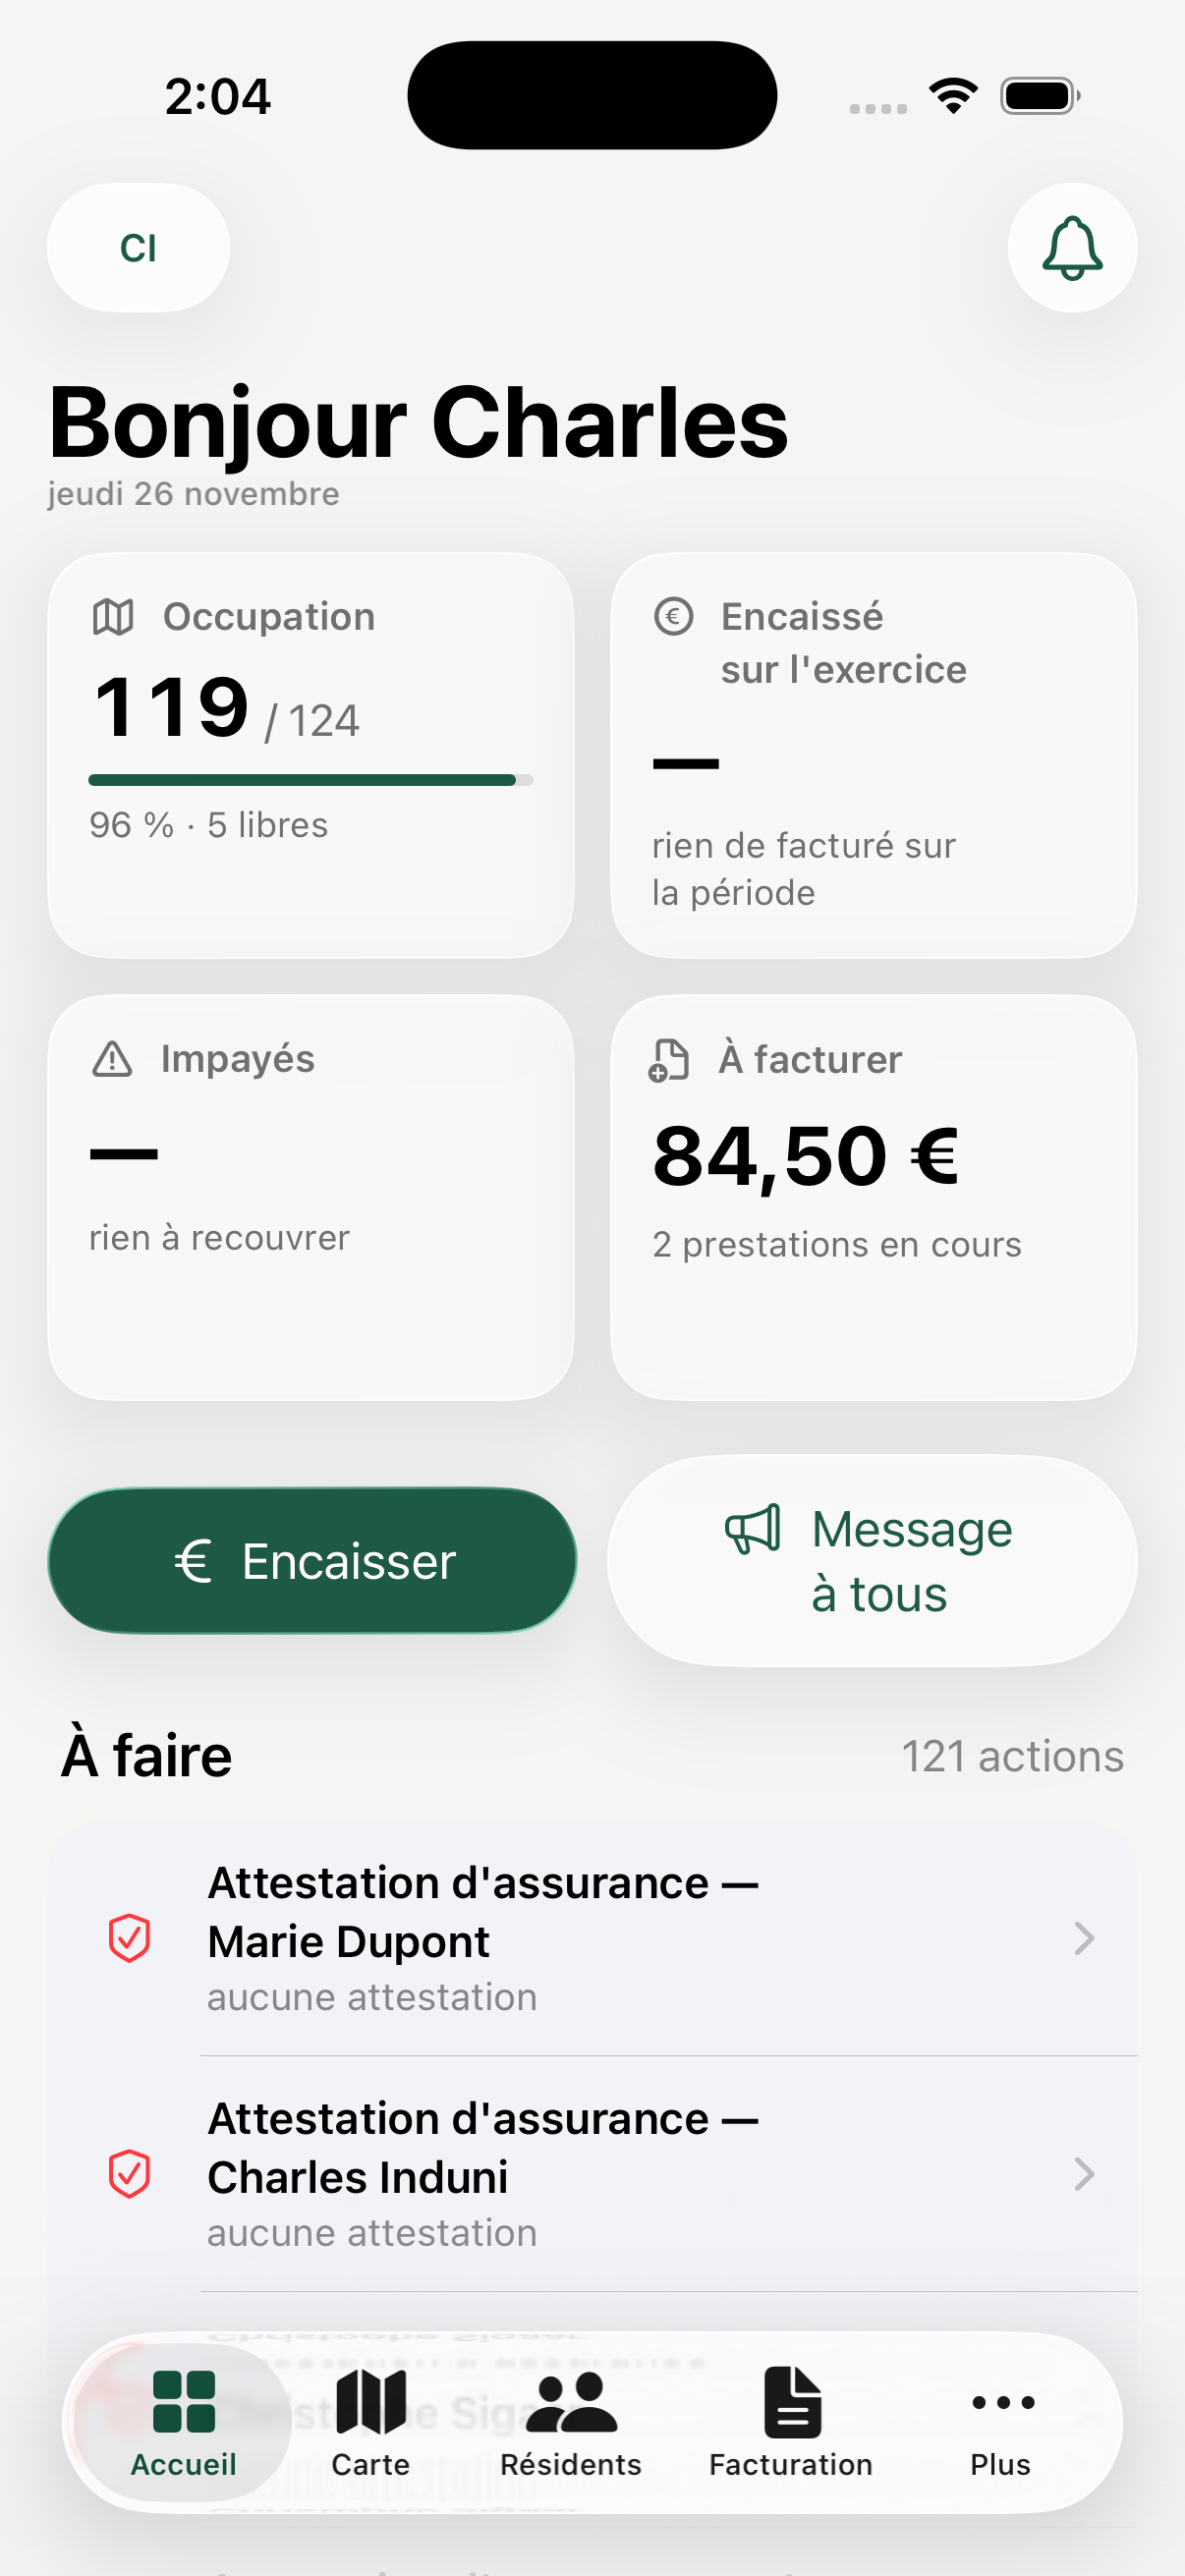 2:04
CI
Bonjour Charles
jeudi 26 novembre
Occupation
119 / 124
96 % · 5 libres
Encaissé
sur l'exercice
—
rien de facturé sur
la période
Impayés
—
rien à recouvrer
À facturer
84,50 €
2 prestations en cours
€ Encaisser
Message
à tous
À faire
121 actions
Attestation d'assurance —
Marie Dupont
aucune attestation
Attestation d'assurance —
Charles Induni
aucune attestation
Accueil
Carte
Résidents
Facturation
Plus